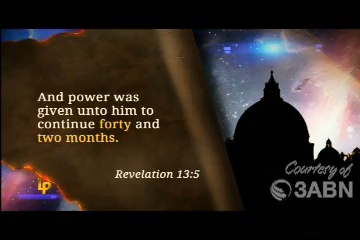 And power was
given unto him to
continue forty and
two months.
Revelation 13:5
Courtesy of
3ABN